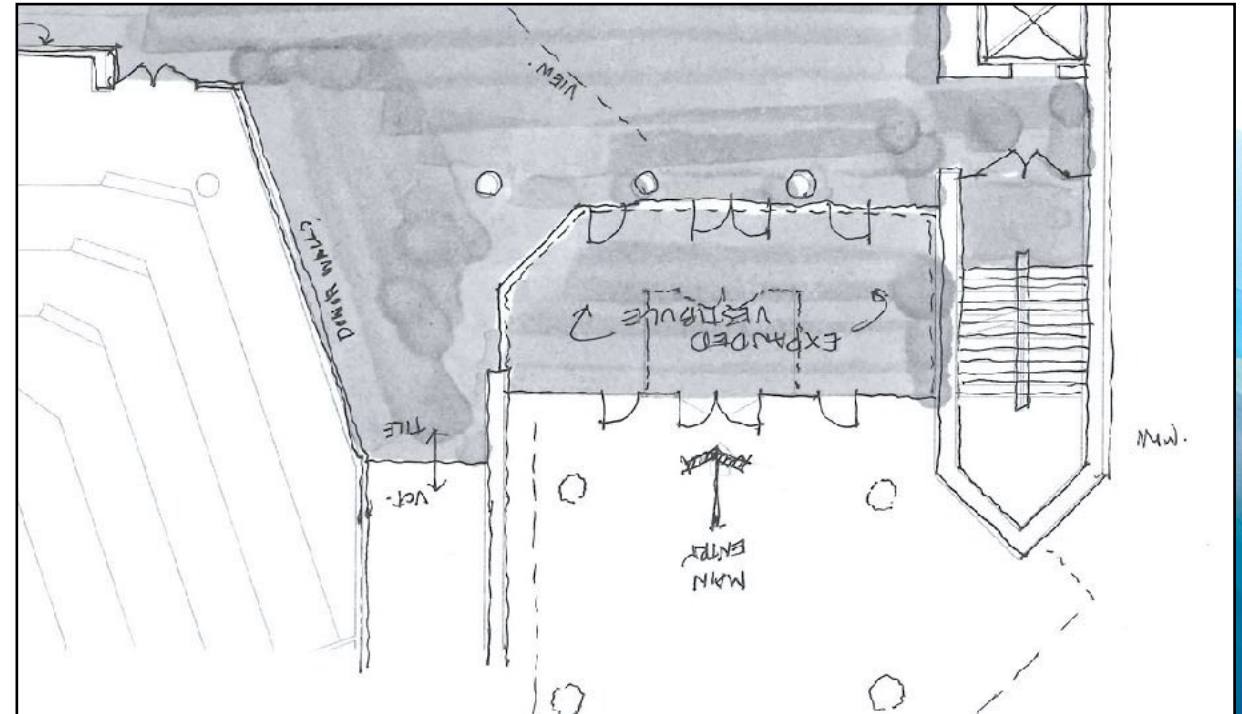 VIEW.
DONOR WALL
EXPANDED
VESTIBULE
TILE
VCT.
MAIN
ENTRY